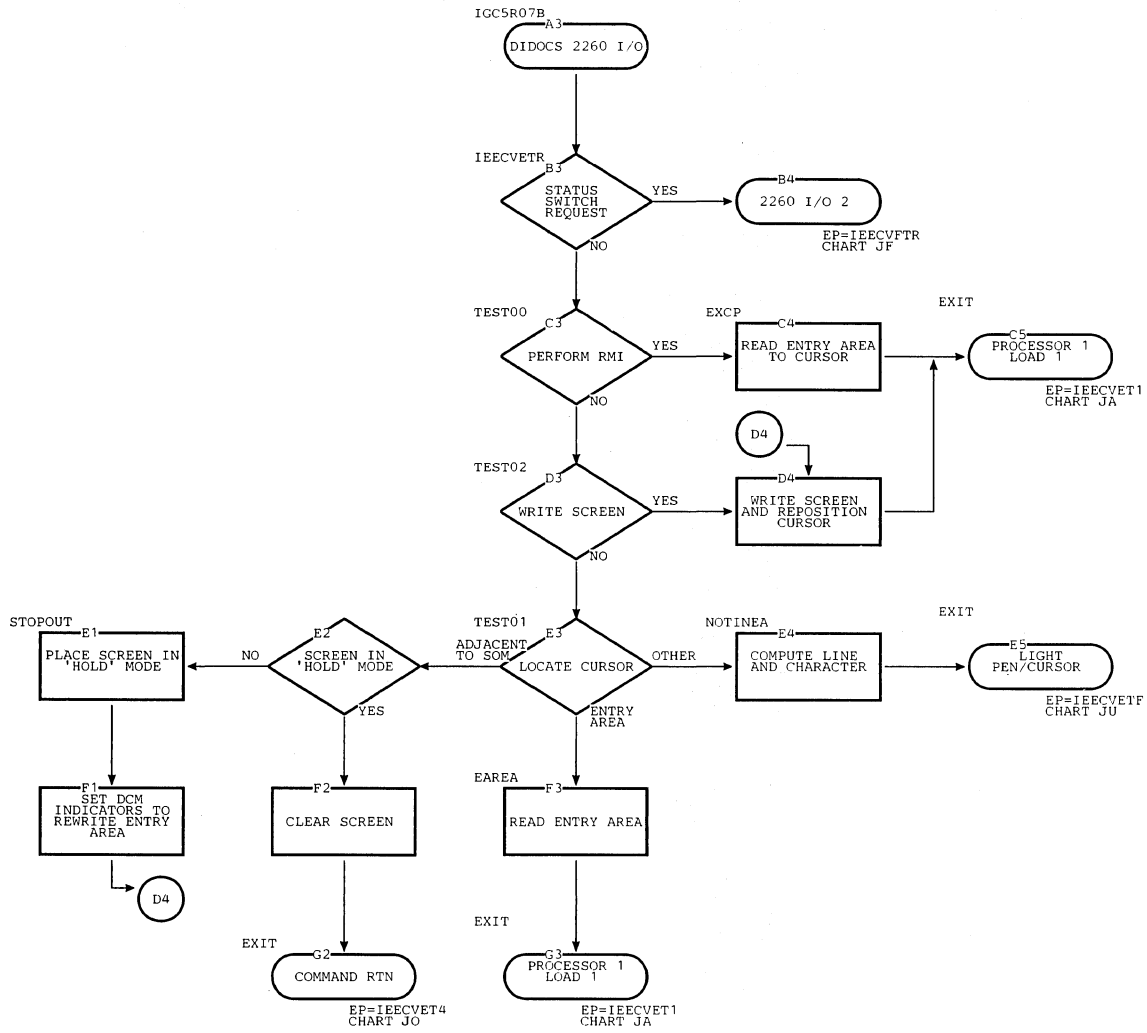 IGC5R07B
A3
DIDOCS 2260 I/O
IEECVETR
B3
STATUS
SWITCH
REQUEST
YES
NO
B4
2260 I/O 2
EP=IEECVFTR
CHART JF
TEST00
C3
PERFORM RMI
YES
NO
EXCP
C4
READ ENTRY AREA
TO CURSOR
EXIT
C5
PROCESSOR 1
LOAD 1
EP=IEECVET1
CHART JA
D4
TEST02
D3
WRITE SCREEN
YES
NO
D4
WRITE SCREEN
AND REPOSITION
CURSOR
STOPOUT
E1
PLACE SCREEN IN
'HOLD' MODE
NO
E2
SCREEN IN
'HOLD' MODE
YES
TEST01
ADJACENT
TO SOM
E3
LOCATE CURSOR
OTHER
ENTRY
AREA
NOTINEA
E4
COMPUTE LINE
AND CHARACTER
EXIT
E5
LIGHT
PEN/CURSOR
EP=IEECVETF
CHART JU
F1
SET DCM
INDICATORS TO
REWRITE ENTRY
AREA
D4
F2
CLEAR SCREEN
EAREA
F3
READ ENTRY AREA
EXIT
G2
COMMAND RTN
EP=IEECVET4
CHART JO
EXIT
G3
PROCESSOR 1
LOAD 1
EP=IEECVET1
CHART JA